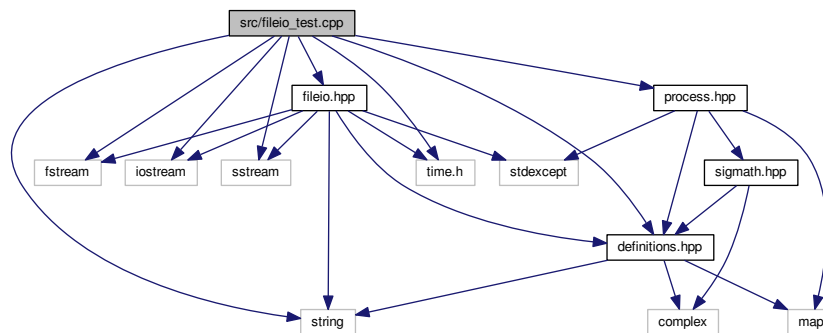 src/fileio_test.cpp
fileio.hpp
process.hpp
fstream
iostream
sstream
time.h
stdexcept
sigmath.hpp
definitions.hpp
string
complex
map